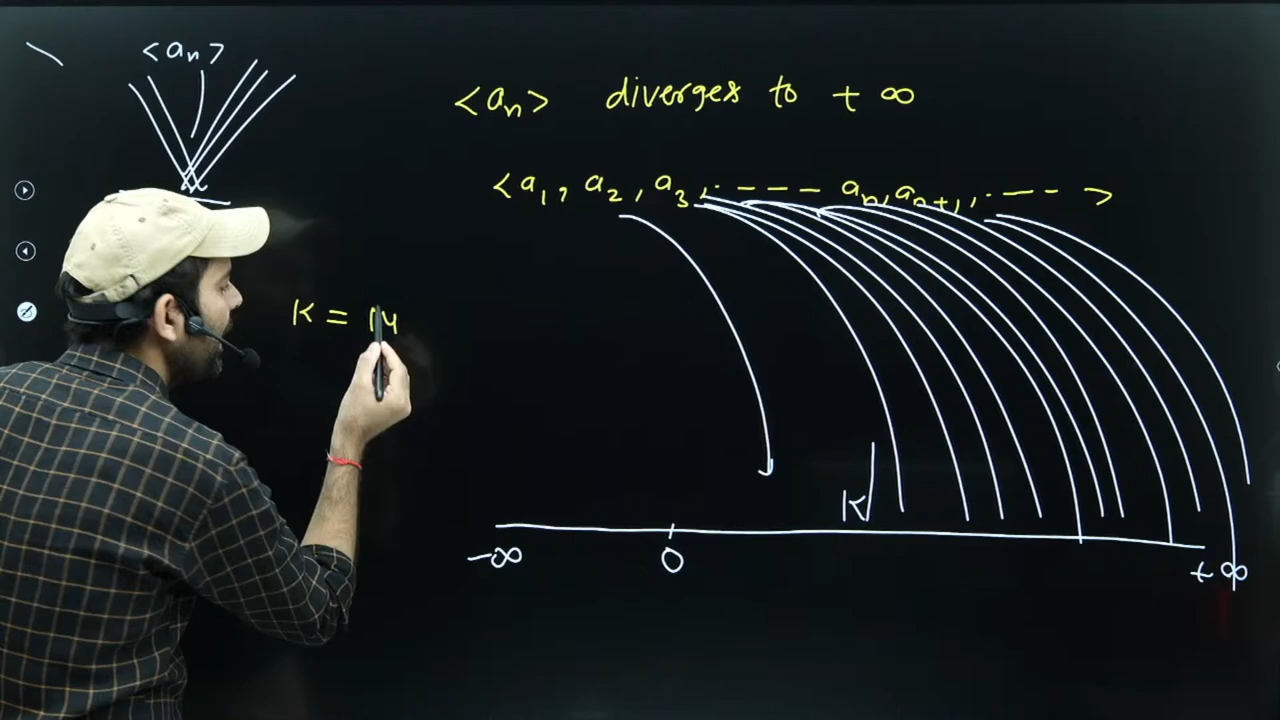 <aₙ>
<aₙ> diverges to + ∞
<a₁, a₂, a₃, ---- aₙ, aₙ₊₁, --- >
K = 14
K
-∞ 0 + ∞